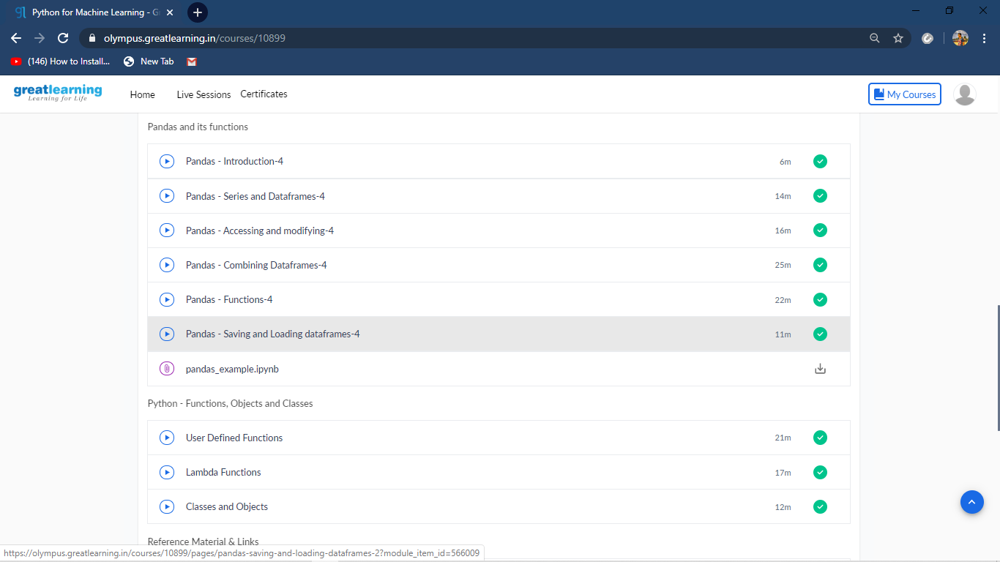 Python for Machine Learning - G
olympus.greatlearning.in/courses/10899
(146) How to Install...
New Tab
greatlearning
Learning for Life
Home
Live Sessions
Certificates
My Courses
Pandas and its functions
Pandas - Introduction-4
6m
Pandas - Series and Dataframes-4
14m
Pandas - Accessing and modifying-4
16m
Pandas - Combining Dataframes-4
25m
Pandas - Functions-4
22m
Pandas - Saving and Loading dataframes-4
11m
pandas_example.ipynb
Python - Functions, Objects and Classes
User Defined Functions
21m
Lambda Functions
17m
Classes and Objects
12m
Reference Material & Links
https://olympus.greatlearning.in/courses/10899/pages/pandas-saving-and-loading-dataframes-2?module_item_id=566009